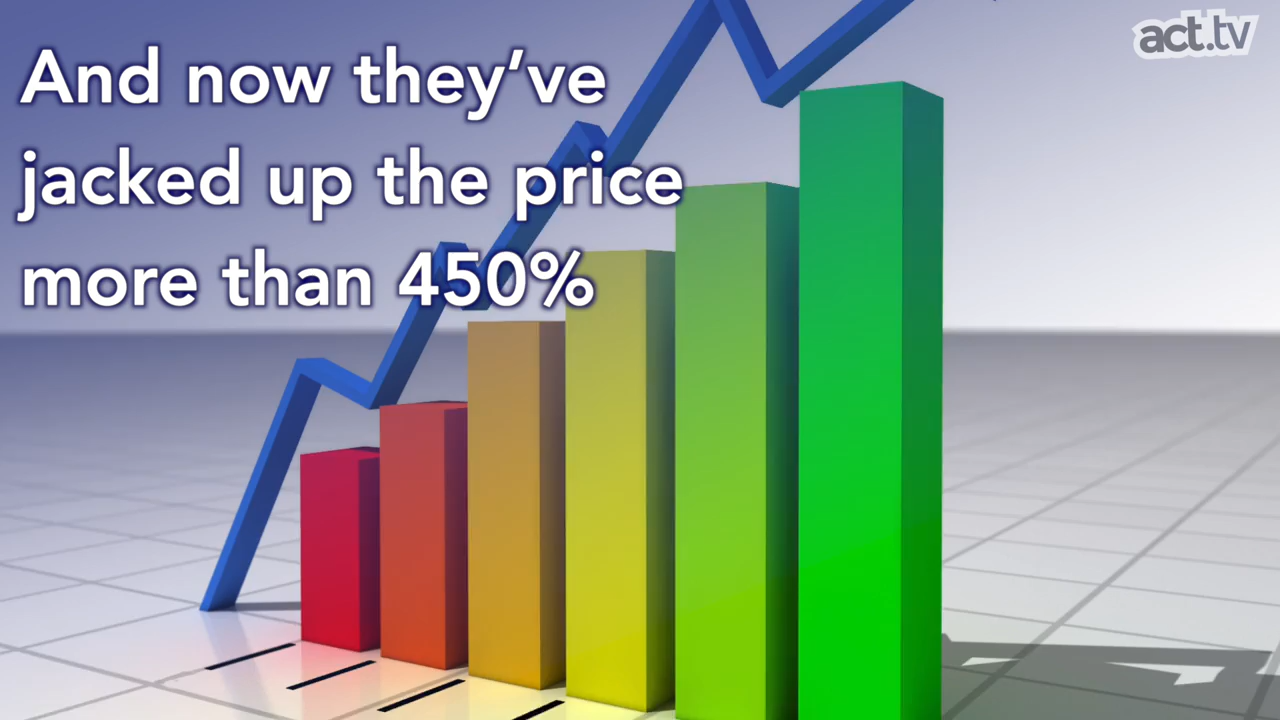 act.tv
And now they’ve
jacked up the price
more than 450%